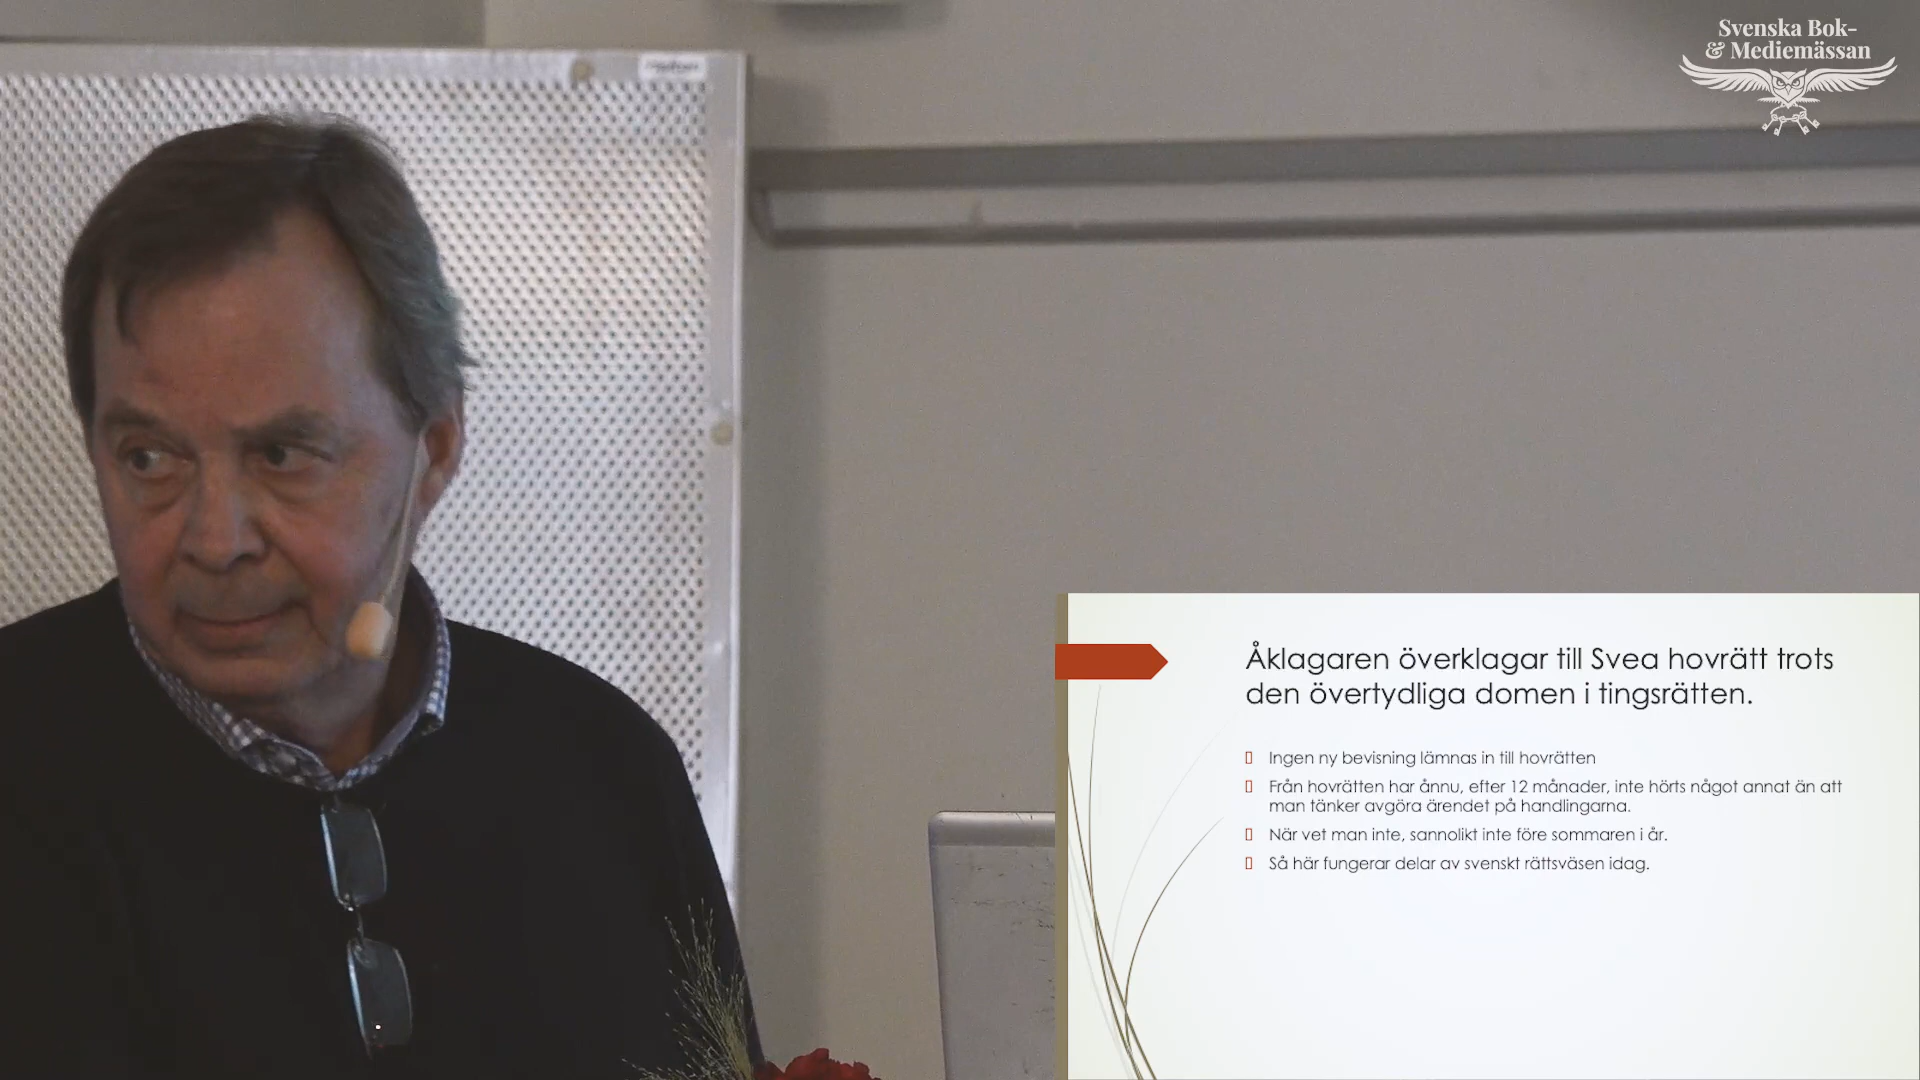 Svenska Bok-
& Mediemässan
Åklagaren överklagar till Svea hovrätt trots
den övertydliga domen i tingsrätten.
Ingen ny bevisning lämnas in till hovrätten
Från hovrätten har ånnu, efter 12 månader, inte hörts något annat än att
man tänker avgöra ärendet på handlingarna.
När vet man inte, sannolikt inte före sommaren i år.
Så här fungerar delar av svenskt rättsväsen idag.